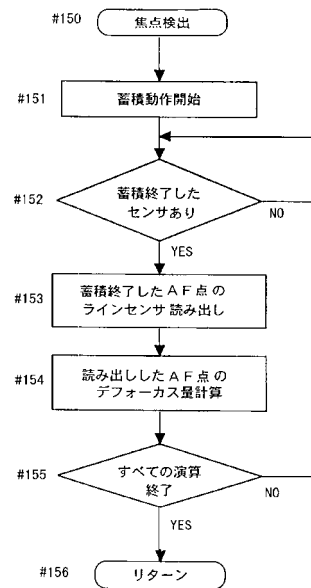 #150 焦点検出
#151 蓄積動作開始
#152 蓄積終了した
センサあり
NO
YES
#153 蓄積終了したAF点の
ラインセンサ読み出し
#154 読み出ししたAF点の
デフォーカス量計算
#155 すべての演算
終了
NO
YES
#156 リターン